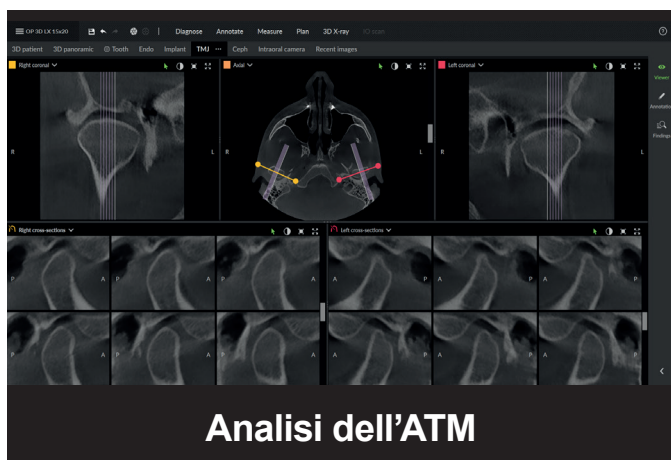 OP 3D LX 15x20 Diagnose Annotate Measure Plan 3D X-ray IO scan
3D patient 3D panoramic Tooth Endo Implant TMJ ••• Ceph Intraoral camera Recent images
Right coronal Axial Left coronal
Viewer
Annotations
Findings
R L R L R L
Right cross-sections Left cross-sections
P A P A P A A P A P A P
P A P A P A A P A P A P
Analisi dell’ATM